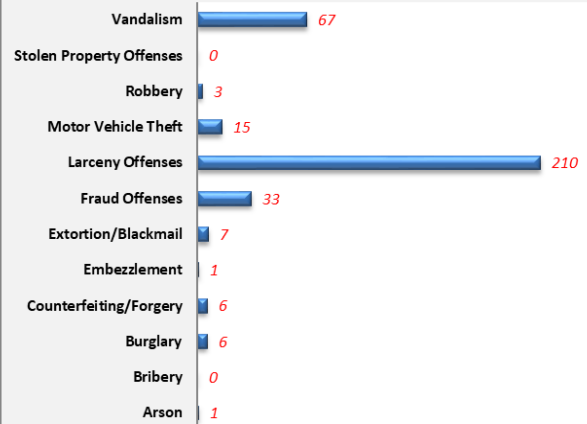 Vandalism 67
Stolen Property Offenses 0
Robbery 3
Motor Vehicle Theft 15
Larceny Offenses 210
Fraud Offenses 33
Extortion/Blackmail 7
Embezzlement 1
Counterfeiting/Forgery 6
Burglary 6
Bribery 0
Arson 1